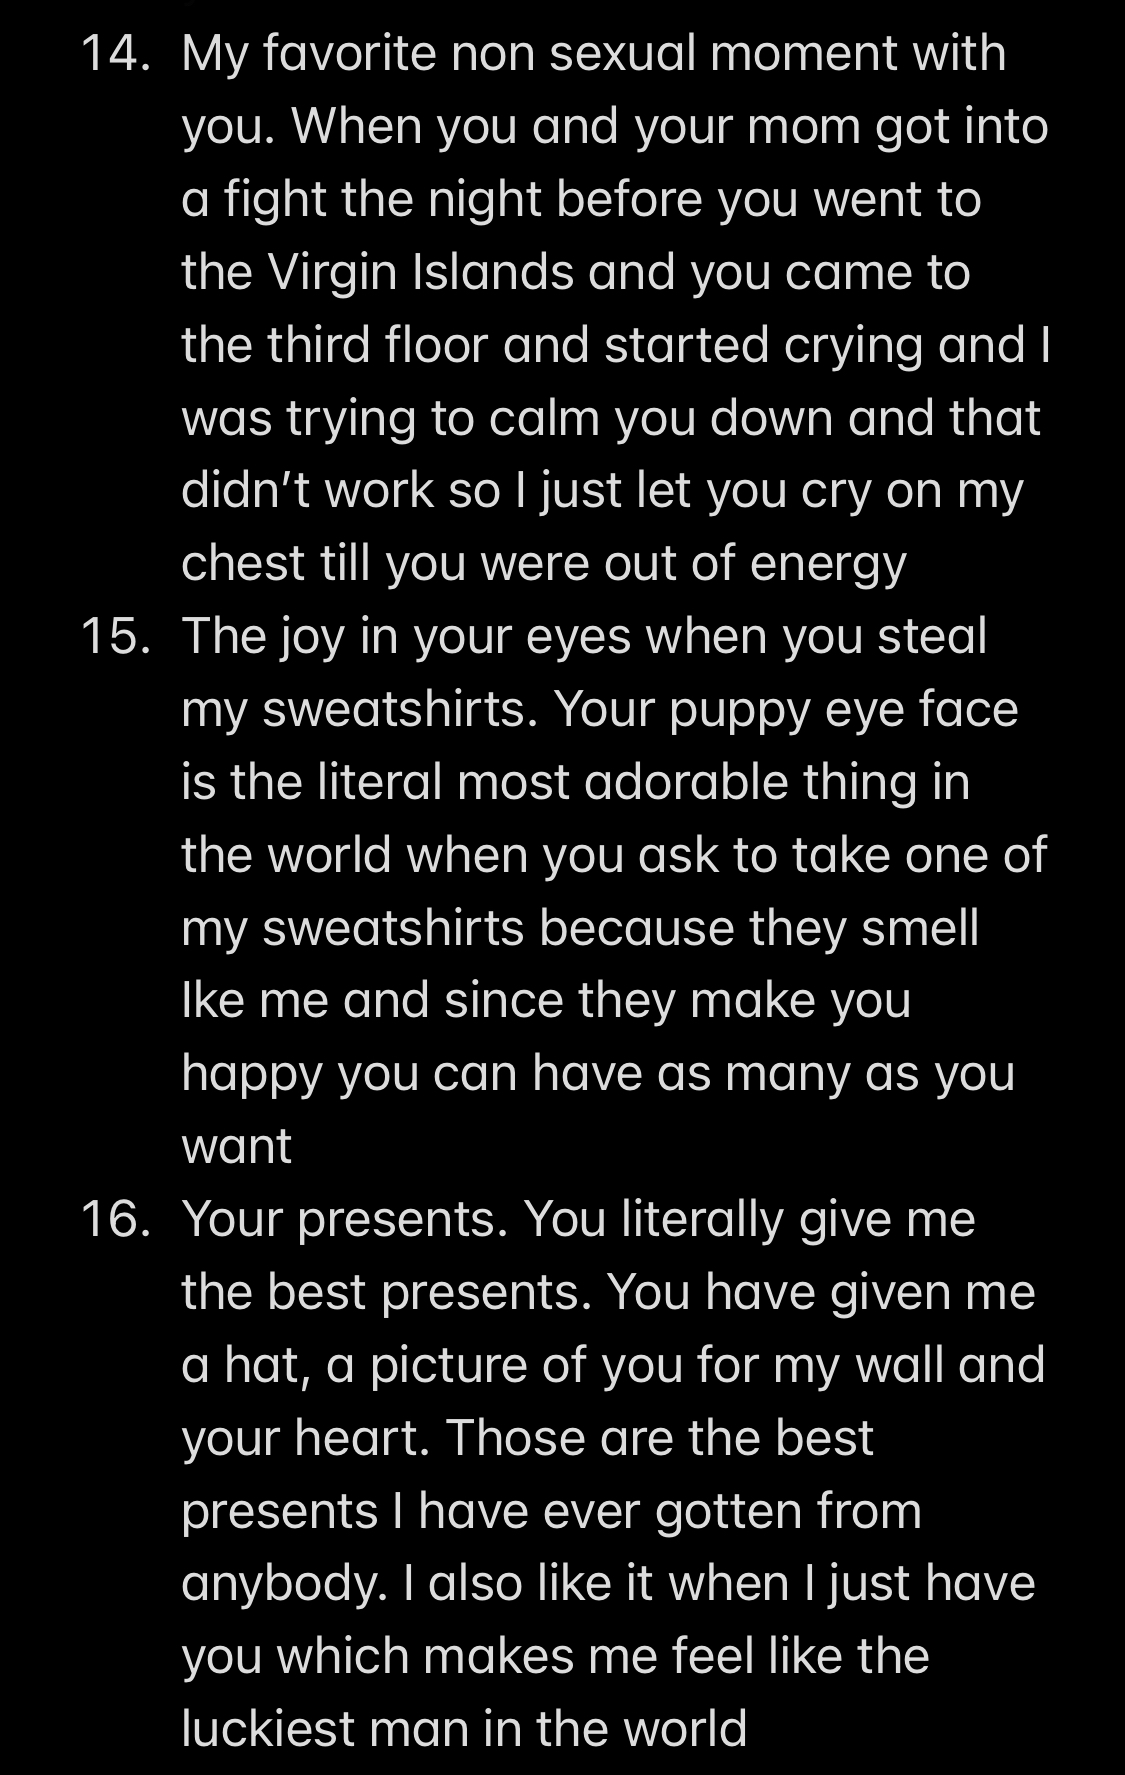 14. My favorite non sexual moment with
you. When you and your mom got into
a fight the night before you went to
the Virgin Islands and you came to
the third floor and started crying and I
was trying to calm you down and that
didn't work so I just let you cry on my
chest till you were out of energy
15. The joy in your eyes when you steal
my sweatshirts. Your puppy eye face
is the literal most adorable thing in
the world when you ask to take one of
my sweatshirts because they smell
Ike me and since they make you
happy you can have as many as you
want
16. Your presents. You literally give me
the best presents. You have given me
a hat, a picture of you for my wall and
your heart. Those are the best
presents I have ever gotten from
anybody. I also like it when I just have
you which makes me feel like the
luckiest man in the world